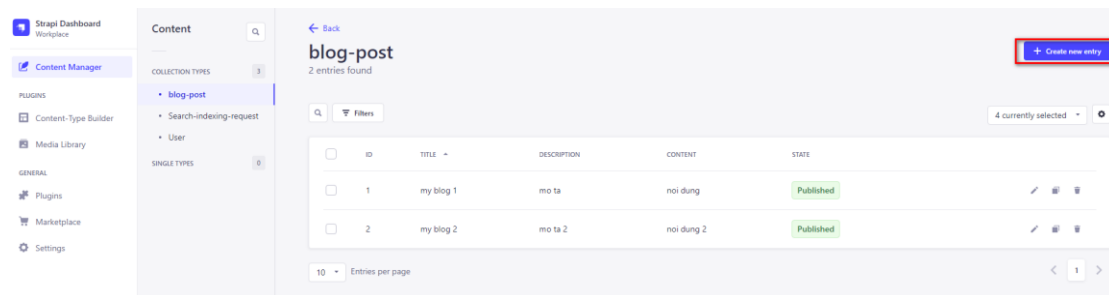 Strapi Dashboard
Workplace
Content Manager
PLUGINS
Content-Type Builder
Media Library
GENERAL
Plugins
Marketplace
Settings
Content
COLLECTION TYPES 3
blog-post
Search-indexing-request
User
SINGLE TYPES 0
Back
blog-post
2 entries found
Create new entry
Filters
4 currently selected
ID TITLE DESCRIPTION CONTENT STATE
1 my blog 1 mo ta noi dung Published
2 my blog 2 mo ta 2 noi dung 2 Published
10 Entries per page
1